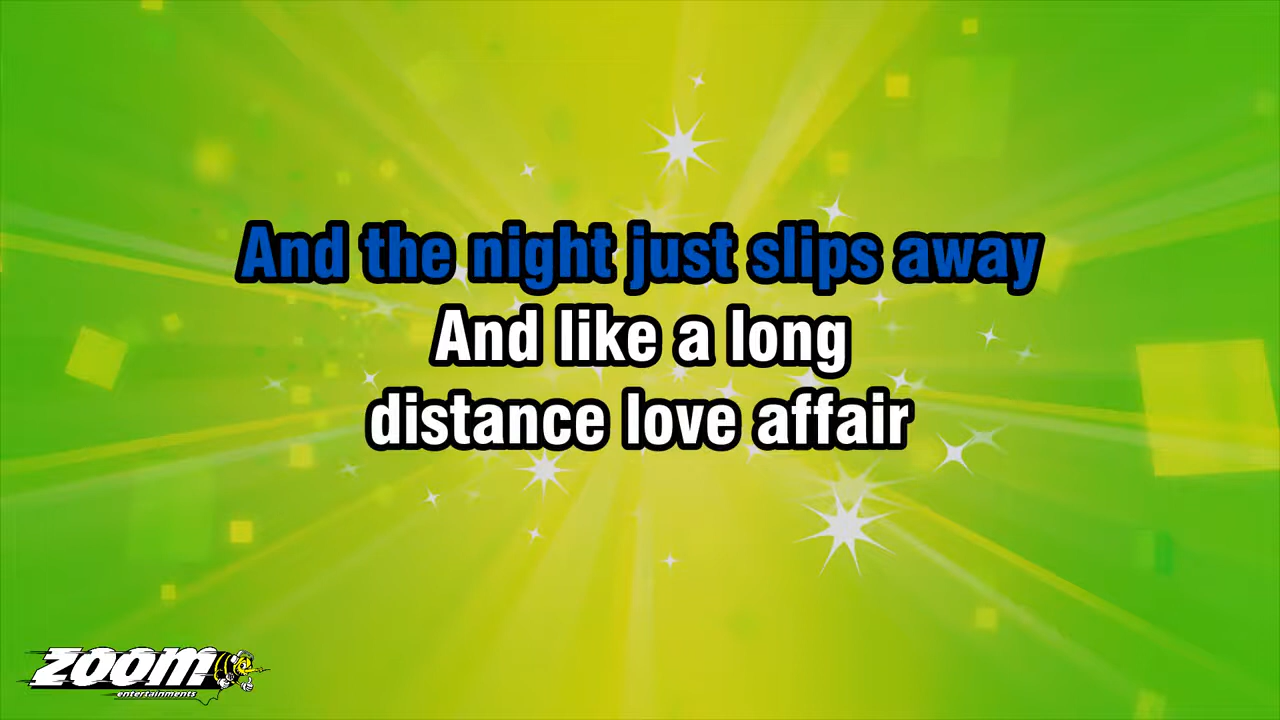 And the night just slips away
And like a long
distance love affair
ZOOM
entertainments